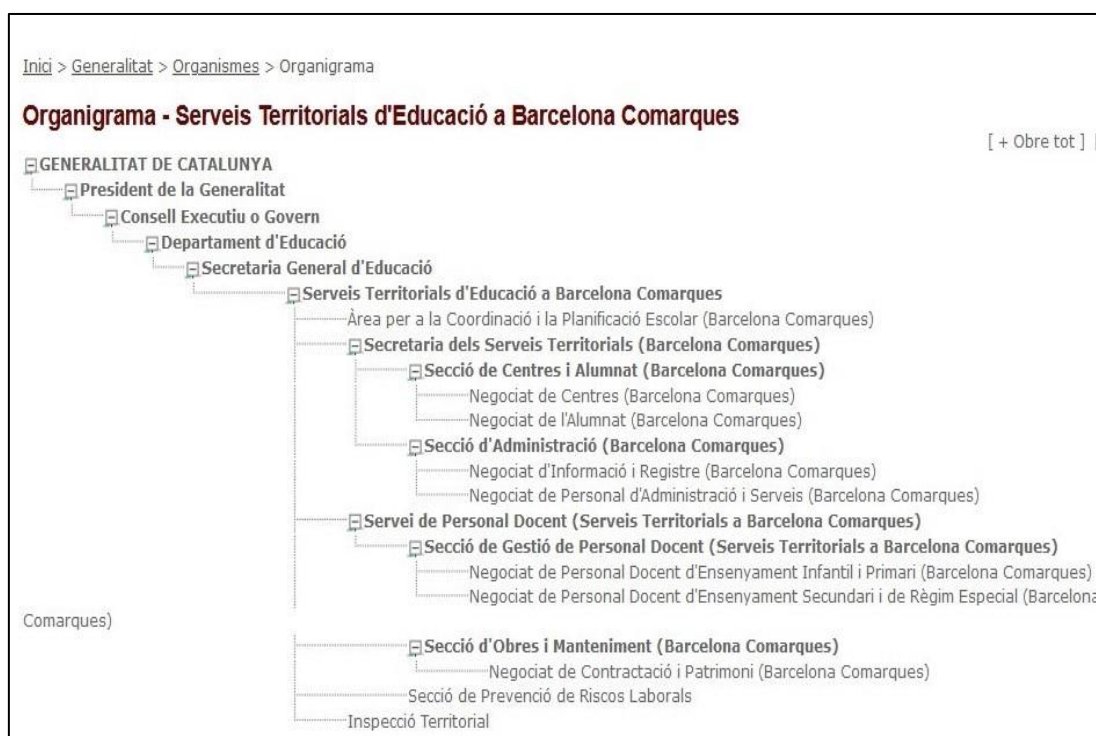 Inici > Generalitat > Organismes > Organigrama
Organigrama - Serveis Territorials d'Educació a Barcelona Comarques
[ + Obre tot ] [
GENERALITAT DE CATALUNYA
President de la Generalitat
Consell Executiu o Govern
Departament d'Educació
Secretaria General d'Educació
Serveis Territorials d'Educació a Barcelona Comarques
Àrea per a la Coordinació i la Planificació Escolar (Barcelona Comarques)
Secretaria dels Serveis Territorials (Barcelona Comarques)
Secció de Centres i Alumnat (Barcelona Comarques)
Negociat de Centres (Barcelona Comarques)
Negociat de l'Alumnat (Barcelona Comarques)
Secció d'Administració (Barcelona Comarques)
Negociat d'Informació i Registre (Barcelona Comarques)
Negociat de Personal d'Administració i Serveis (Barcelona Comarques)
Servei de Personal Docent (Serveis Territorials a Barcelona Comarques)
Secció de Gestió de Personal Docent (Serveis Territorials a Barcelona Comarques)
Negociat de Personal Docent d'Ensenyament Infantil i Primari (Barcelona Comarques)
Negociat de Personal Docent d'Ensenyament Secundari i de Règim Especial (Barcelona
Comarques)
Secció d'Obres i Manteniment (Barcelona Comarques)
Negociat de Contractació i Patrimoni (Barcelona Comarques)
Secció de Prevenció de Riscos Laborals
Inspecció Territorial